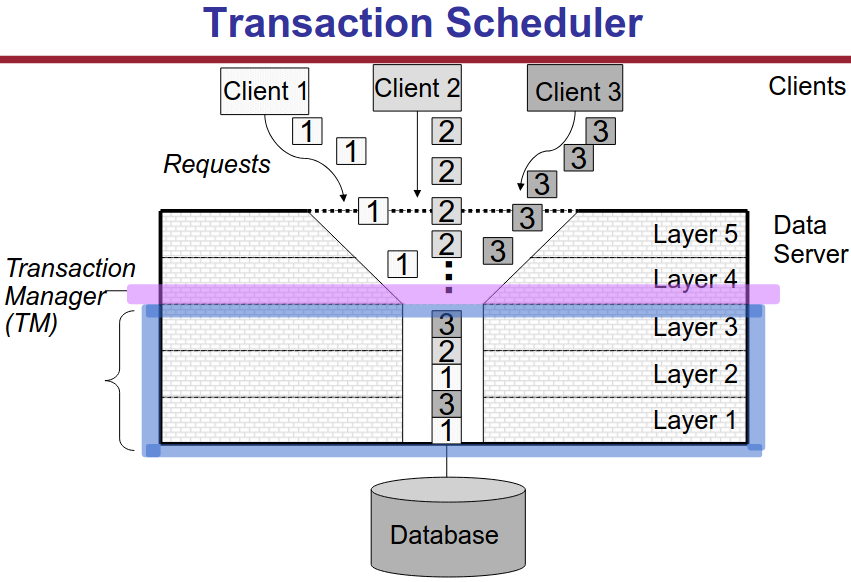 Transaction Scheduler
Client 1
Client 2
Client 3
Clients
1
2
3
3
1
2
3
Requests
1
2
3
Data
Server
Layer 5
2
3
1
Transaction
Manager
(TM)
Layer 4
3
Layer 3
2
1
Layer 2
3
1
Layer 1
Database